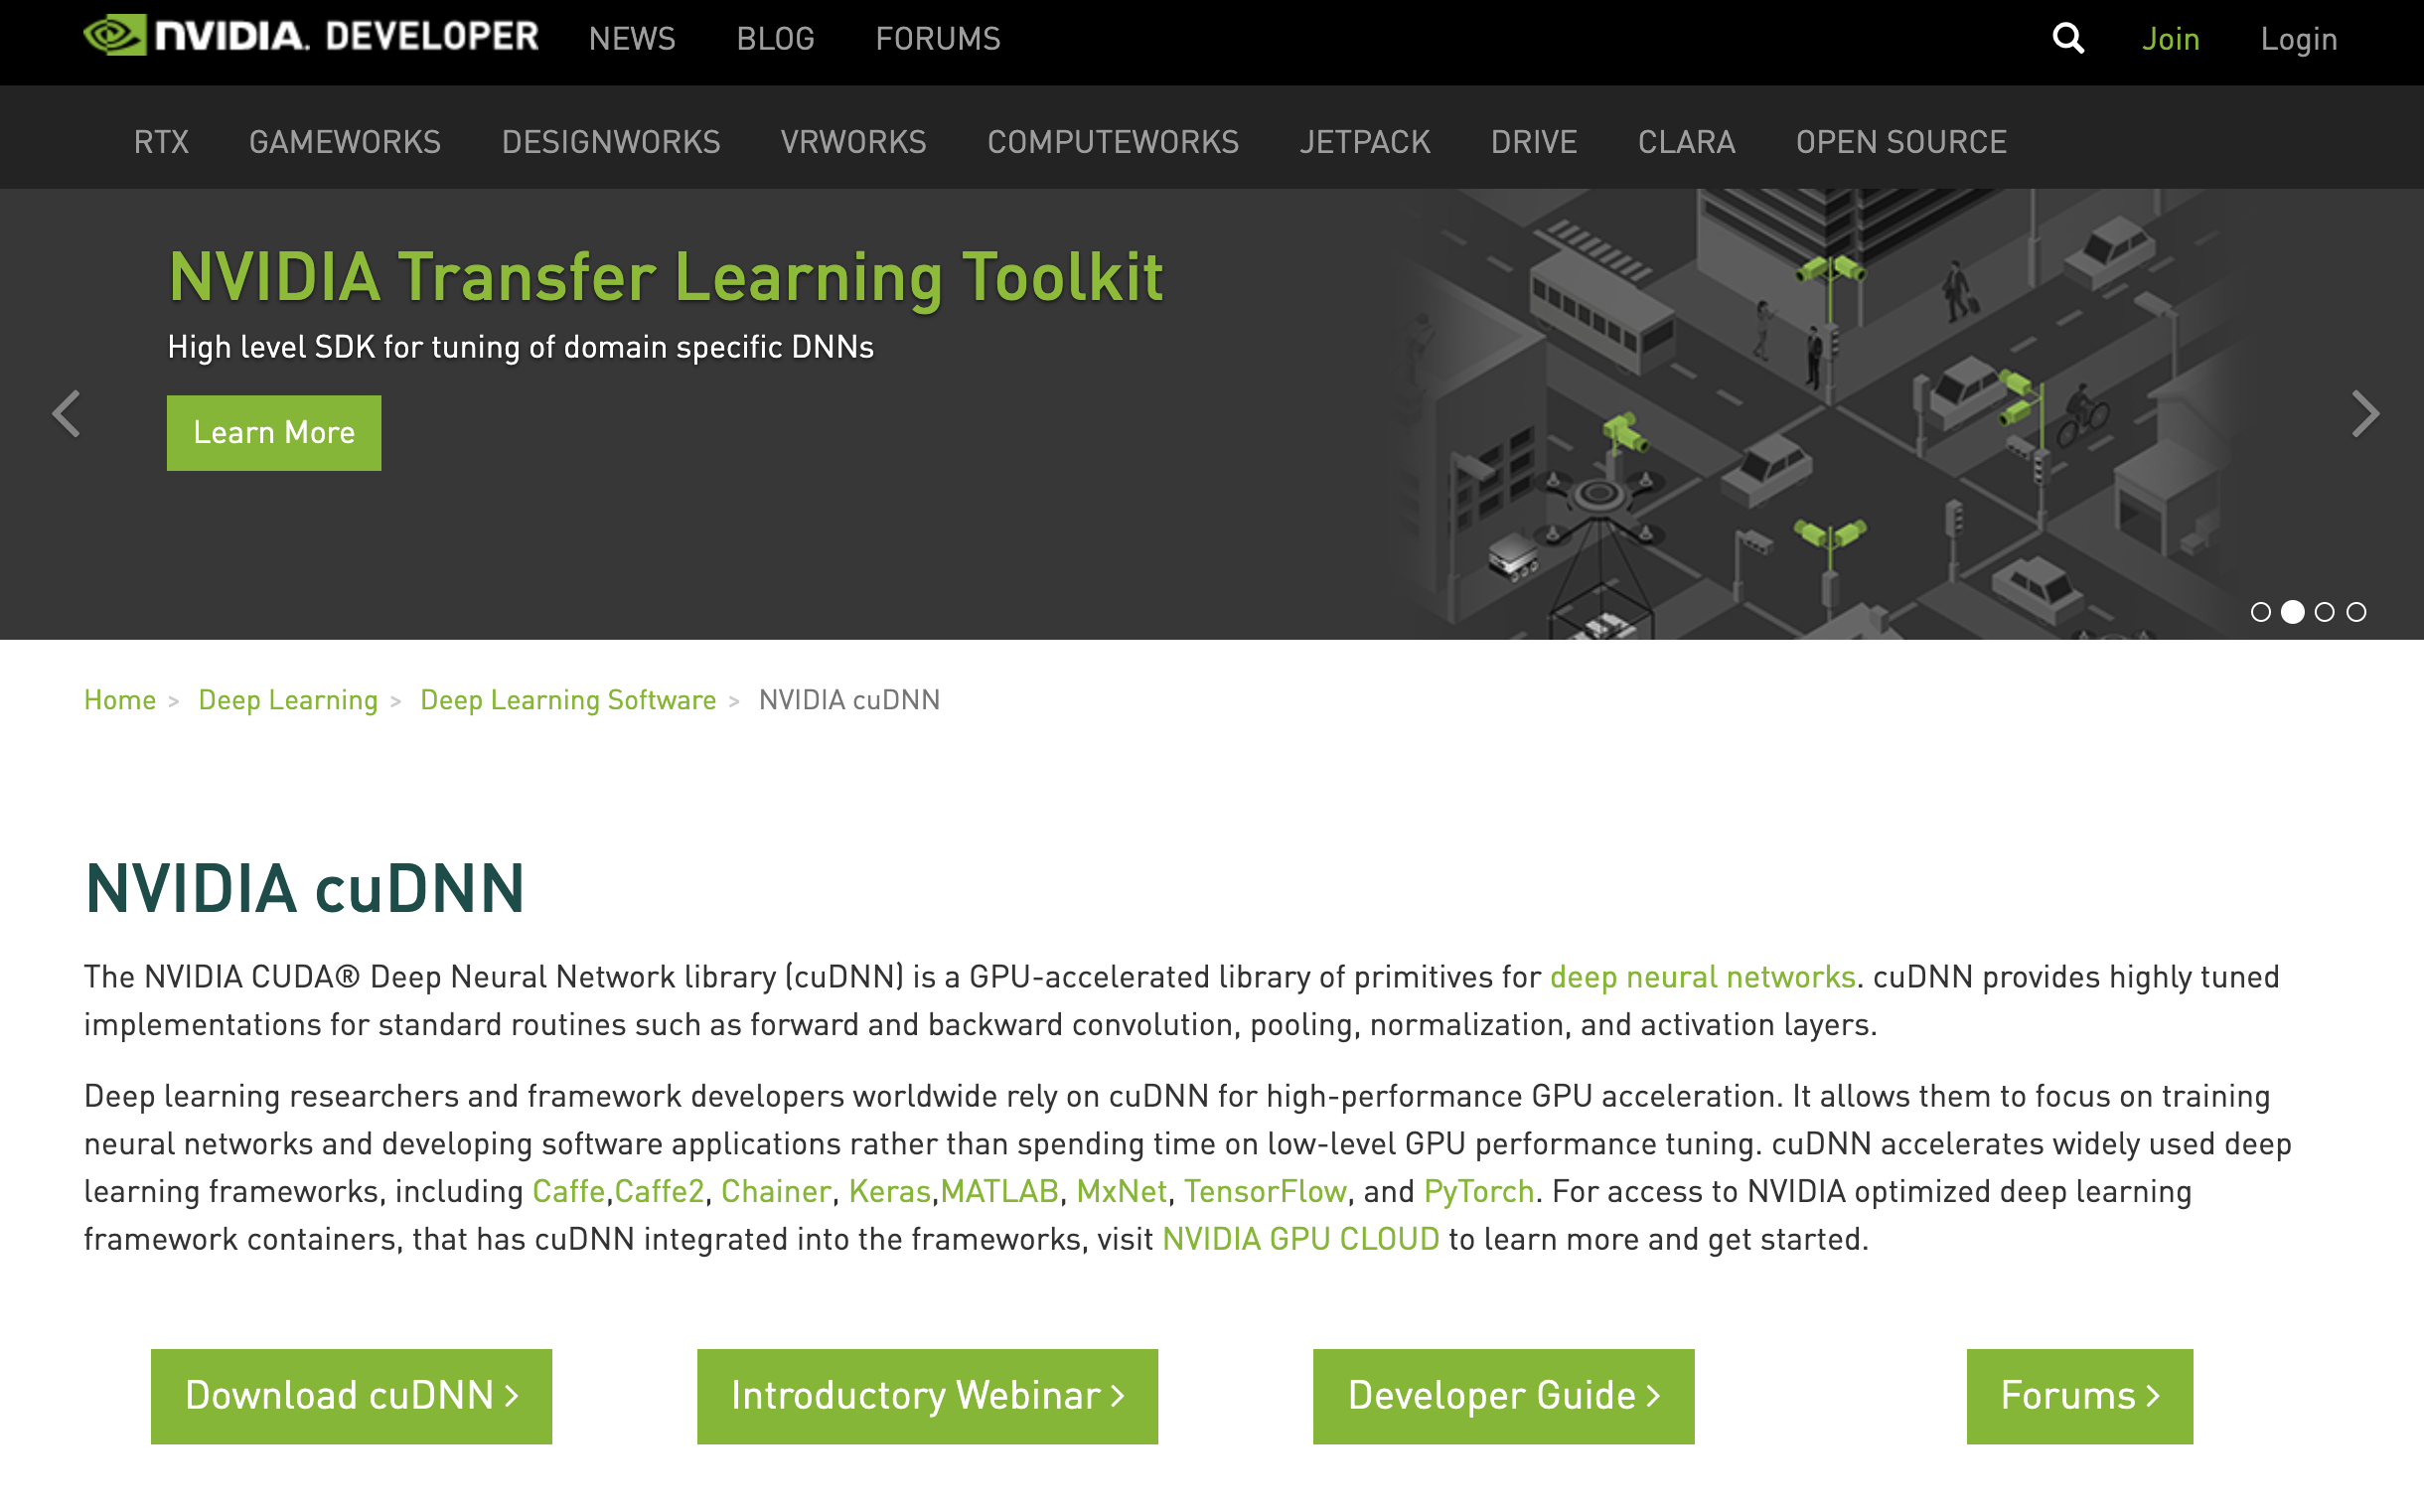 NVIDIA. DEVELOPER NEWS BLOG FORUMS Join Login
RTX GAMEWORKS DESIGNWORKS VRWORKS COMPUTEWORKS JETPACK DRIVE CLARA OPEN SOURCE
NVIDIA Transfer Learning Toolkit
High level SDK for tuning of domain specific DNNs
Learn More
Home > Deep Learning > Deep Learning Software > NVIDIA cuDNN
NVIDIA cuDNN
The NVIDIA CUDA® Deep Neural Network library (cuDNN) is a GPU-accelerated library of primitives for deep neural networks. cuDNN provides highly tuned
implementations for standard routines such as forward and backward convolution, pooling, normalization, and activation layers.
Deep learning researchers and framework developers worldwide rely on cuDNN for high-performance GPU acceleration. It allows them to focus on training
neural networks and developing software applications rather than spending time on low-level GPU performance tuning. cuDNN accelerates widely used deep
learning frameworks, including Caffe,Caffe2, Chainer, Keras,MATLAB, MxNet, TensorFlow, and PyTorch. For access to NVIDIA optimized deep learning
framework containers, that has cuDNN integrated into the frameworks, visit NVIDIA GPU CLOUD to learn more and get started.
Download cuDNN > Introductory Webinar > Developer Guide > Forums >